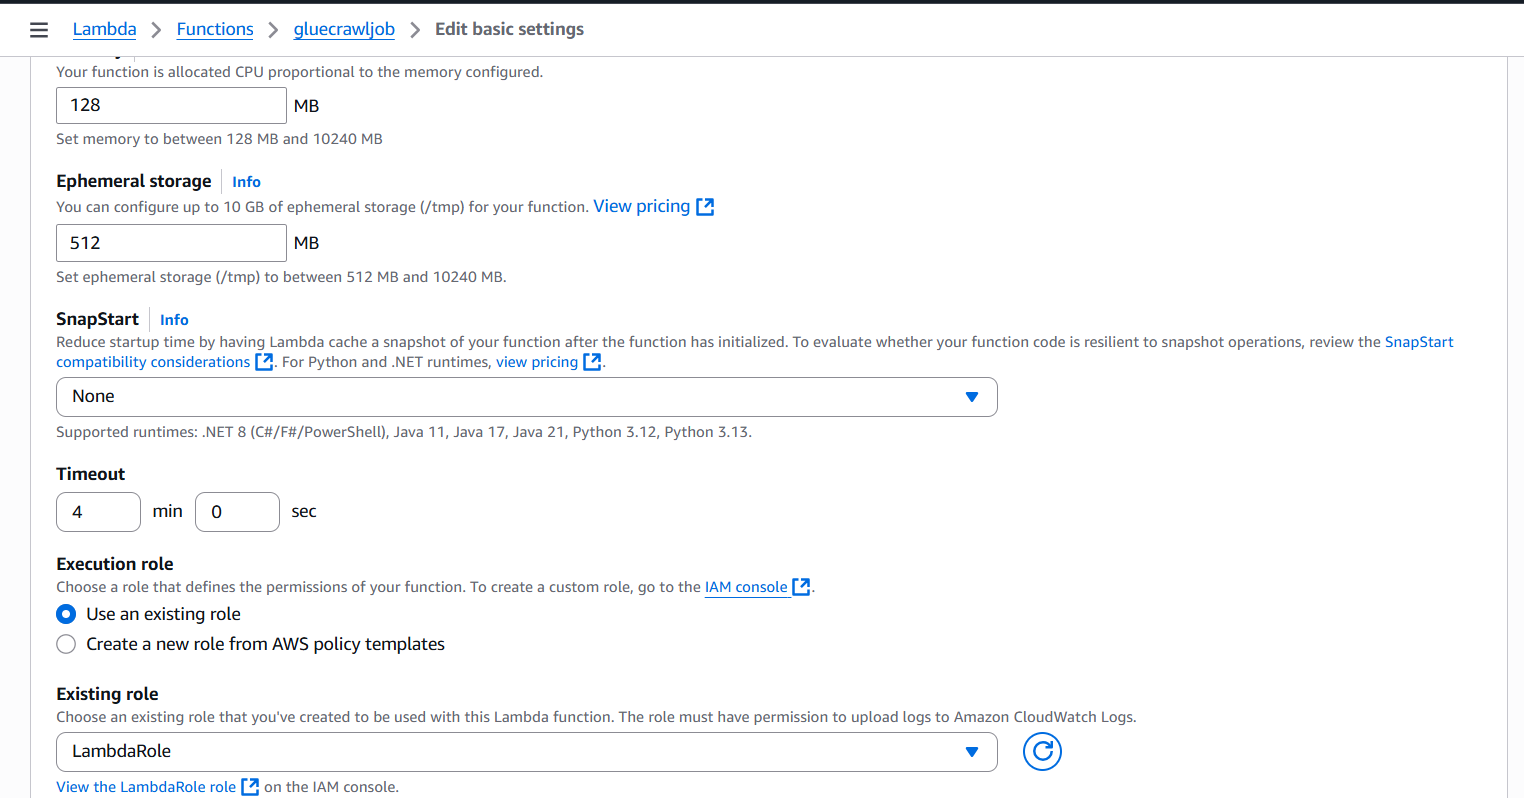 Lambda > Functions > gluecrawljob > Edit basic settings
Your function is allocated CPU proportional to the memory configured.
128 MB
Set memory to between 128 MB and 10240 MB
Ephemeral storage Info
You can configure up to 10 GB of ephemeral storage (/tmp) for your function. View pricing
512 MB
Set ephemeral storage (/tmp) to between 512 MB and 10240 MB.
SnapStart Info
Reduce startup time by having Lambda cache a snapshot of your function after the function has initialized. To evaluate whether your function code is resilient to snapshot operations, review the SnapStart
compatibility considerations. For Python and .NET runtimes, view pricing.
None
Supported runtimes: .NET 8 (C#/F#/PowerShell), Java 11, Java 17, Java 21, Python 3.12, Python 3.13.
Timeout
4 min 0 sec
Execution role
Choose a role that defines the permissions of your function. To create a custom role, go to the IAM console.
Use an existing role
Create a new role from AWS policy templates
Existing role
Choose an existing role that you've created to be used with this Lambda function. The role must have permission to upload logs to Amazon CloudWatch Logs.
LambdaRole
View the LambdaRole role on the IAM console.